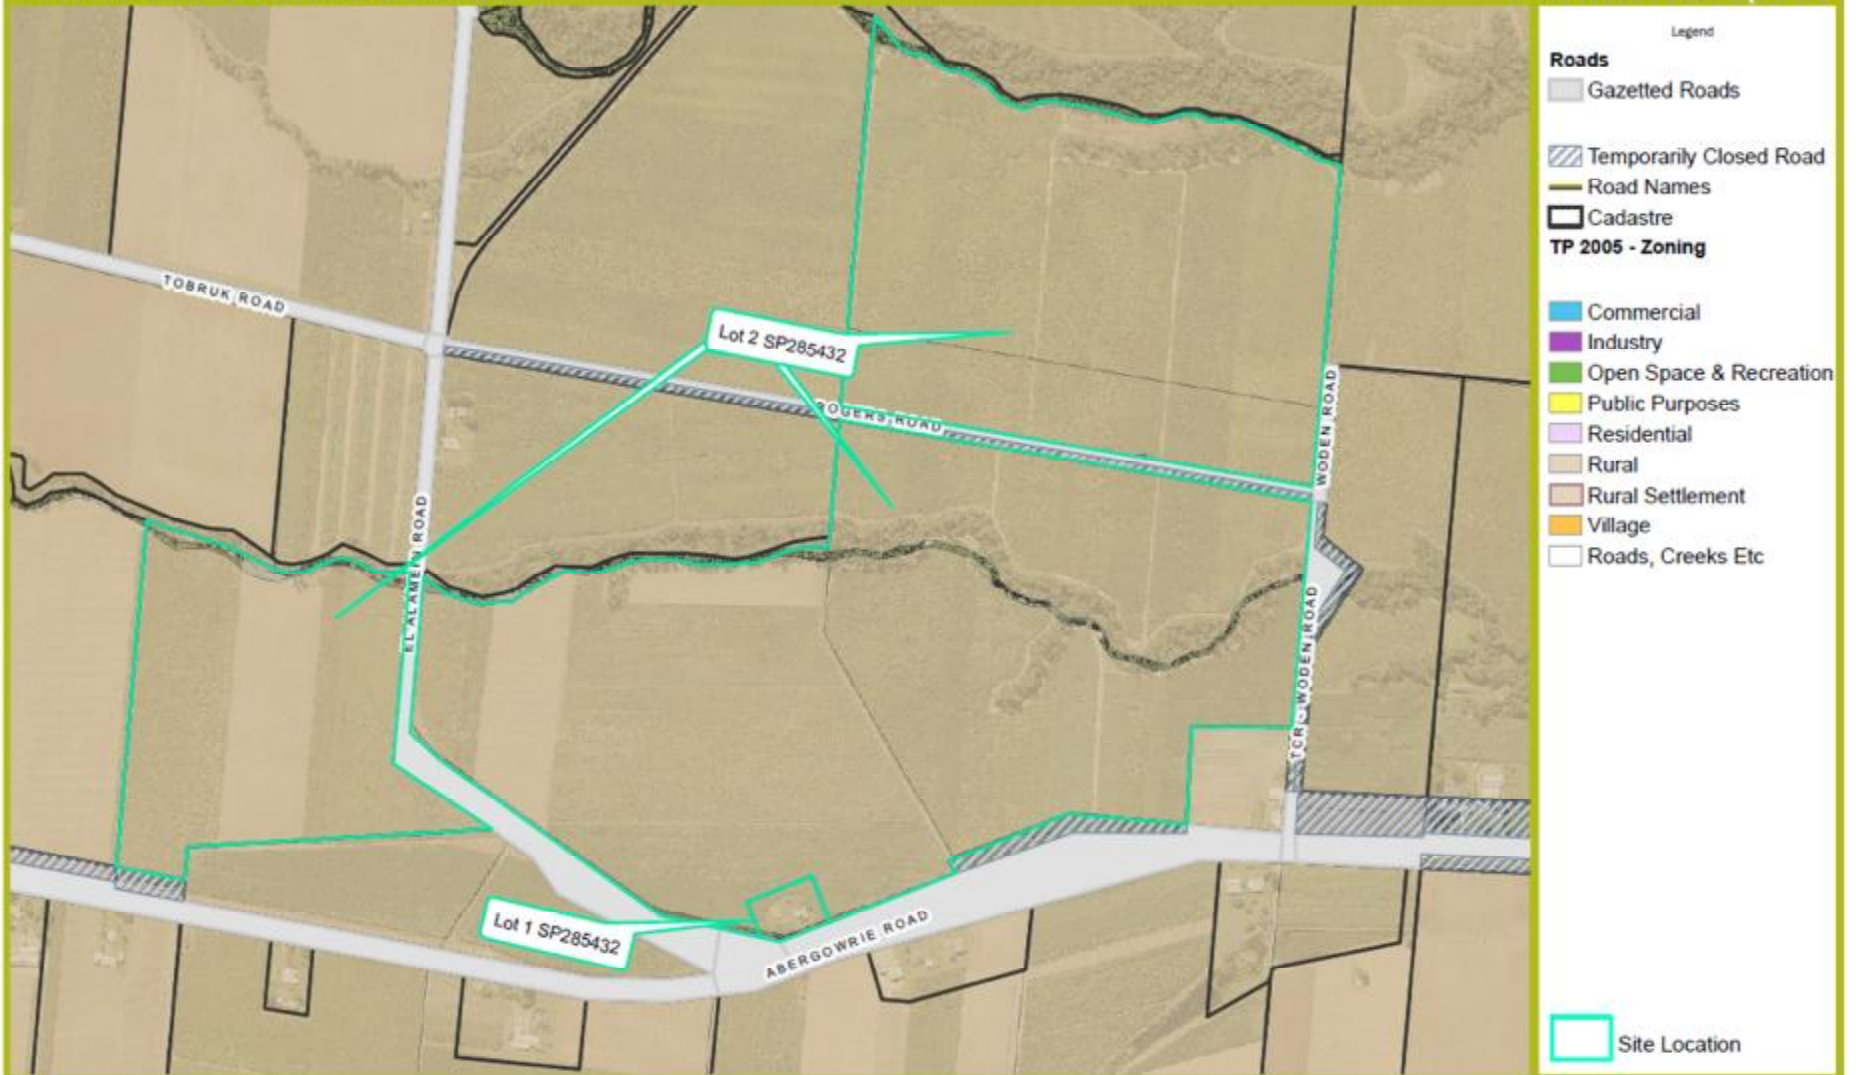 TOBRUK ROAD
Lot 2 SP285432
ROGERS ROAD
WODEN ROAD
EL ALAMEIN ROAD
TCR - WODEN ROAD
Lot 1 SP285432
ABERGOWRIE ROAD
Legend
Roads
Gazetted Roads
Temporarily Closed Road
Road Names
Cadastre
TP 2005 - Zoning
Commercial
Industry
Open Space & Recreation
Public Purposes
Residential
Rural
Rural Settlement
Village
Roads, Creeks Etc
Site Location